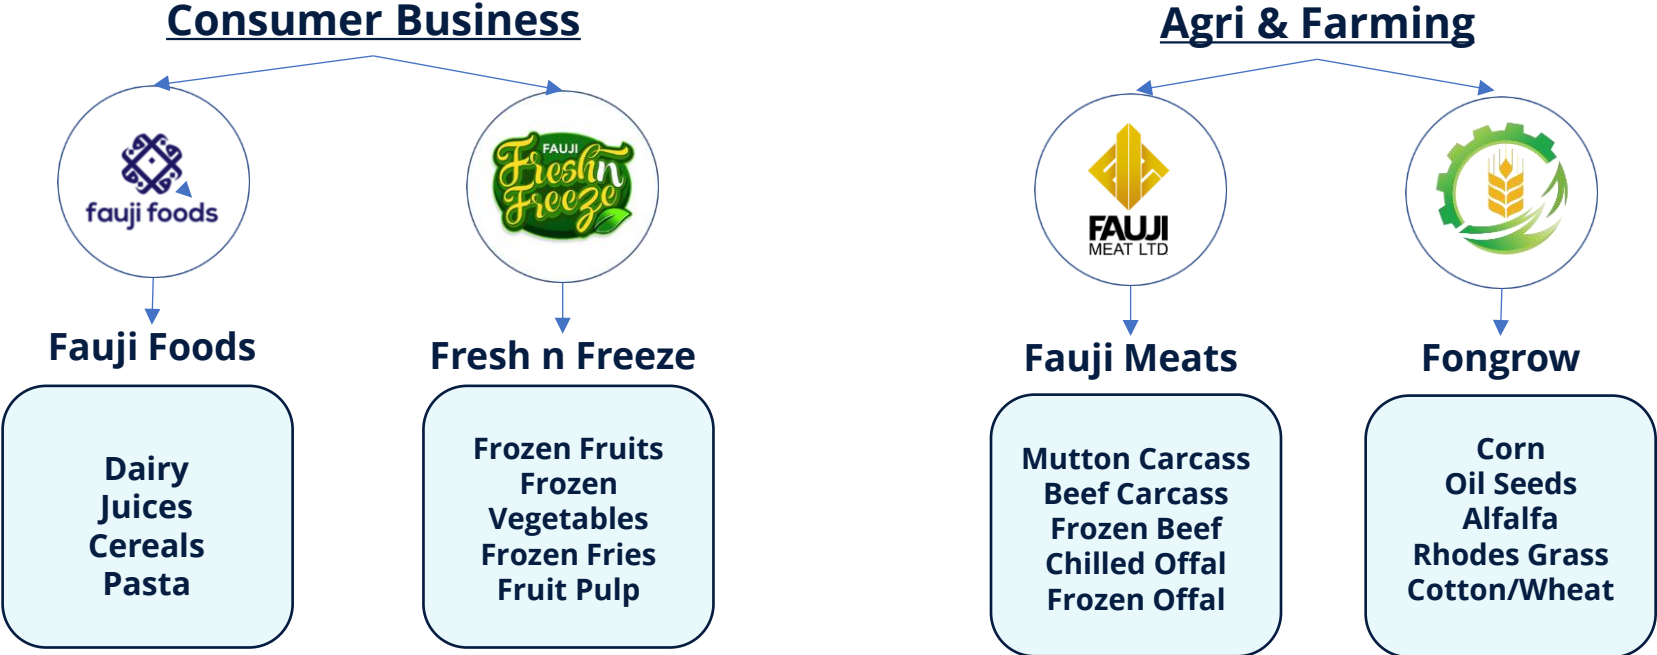 Consumer Business
Agri & Farming
fauji foods
FAUJI
Fresh n
Freeze
FAUJI
MEAT LTD
Fauji Foods
Fresh n Freeze
Fauji Meats
Fongrow
Dairy
Juices
Cereals
Pasta
Frozen Fruits
Frozen
Vegetables
Frozen Fries
Fruit Pulp
Mutton Carcass
Beef Carcass
Frozen Beef
Chilled Offal
Frozen Offal
Corn
Oil Seeds
Alfalfa
Rhodes Grass
Cotton/Wheat